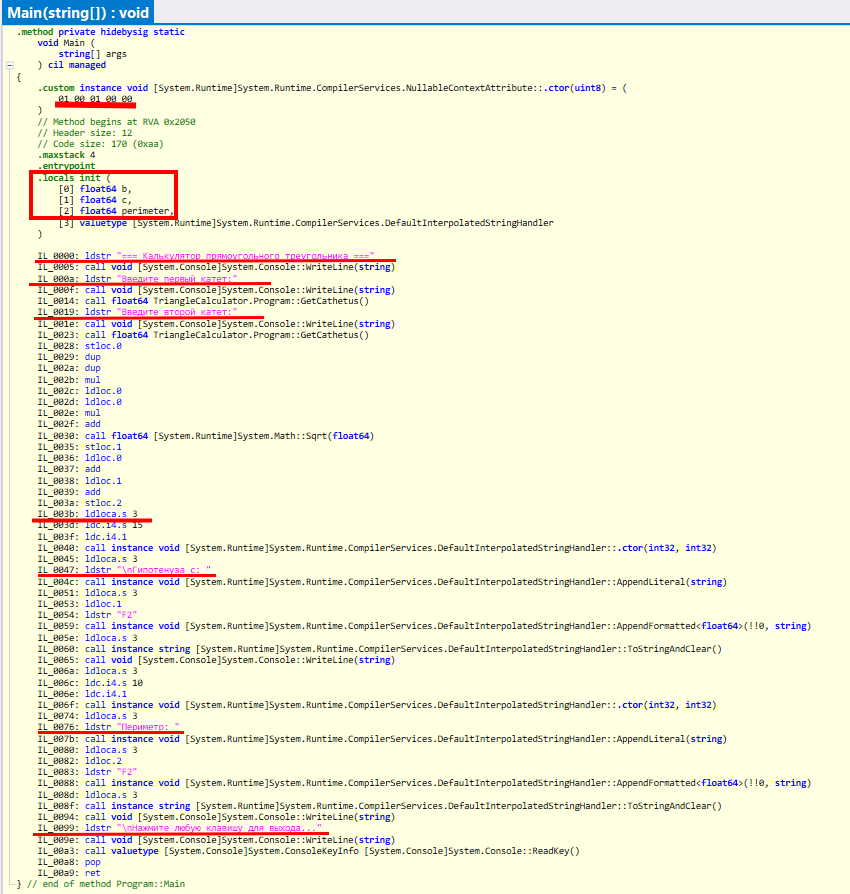 Main(string[]) : void
.method private hidebysig static
void Main (
string[] args
) cil managed
{
.custom instance void [System.Runtime]System.Runtime.CompilerServices.NullableContextAttribute::.ctor(uint8) = (
01 00 01 00 00
)
// Method begins at RVA 0x2050
// Header size: 12
// Code size: 170 (0xaa)
.maxstack 4
.entrypoint
.locals init (
[0] float64 b,
[1] float64 c,
[2] float64 perimeter,
[3] valuetype [System.Runtime]System.Runtime.CompilerServices.DefaultInterpolatedStringHandler
)
IL_0000: ldstr "=== Калькулятор прямоугольного треугольника ==="
IL_0005: call void [System.Console]System.Console::WriteLine(string)
IL_000a: ldstr "Введите первый катет:"
IL_000f: call void [System.Console]System.Console::WriteLine(string)
IL_0014: call float64 TriangleCalculator.Program::GetCathetus()
IL_0019: ldstr "Введите второй катет:"
IL_001e: call void [System.Console]System.Console::WriteLine(string)
IL_0023: call float64 TriangleCalculator.Program::GetCathetus()
IL_0028: stloc.0
IL_0029: dup
IL_002a: dup
IL_002b: mul
IL_002c: ldloc.0
IL_002d: ldloc.0
IL_002e: mul
IL_002f: add
IL_0030: call float64 [System.Runtime]System.Math::Sqrt(float64)
IL_0035: stloc.1
IL_0036: ldloc.0
IL_0037: add
IL_0038: ldloc.1
IL_0039: add
IL_003a: stloc.2
IL_003b: ldloca.s 3
IL_003d: ldc.i4.s 15
IL_003f: ldc.i4.1
IL_0040: call instance void [System.Runtime]System.Runtime.CompilerServices.DefaultInterpolatedStringHandler::.ctor(int32, int32)
IL_0045: ldloca.s 3
IL_0047: ldstr "\nГипотенуза c: "
IL_004c: call instance void [System.Runtime]System.Runtime.CompilerServices.DefaultInterpolatedStringHandler::AppendLiteral(string)
IL_0051: ldloca.s 3
IL_0053: ldloc.1
IL_0054: ldstr "F2"
IL_0059: call instance void [System.Runtime]System.Runtime.CompilerServices.DefaultInterpolatedStringHandler::AppendFormatted<float64>(!!0, string)
IL_005e: ldloca.s 3
IL_0060: call instance string [System.Runtime]System.Runtime.CompilerServices.DefaultInterpolatedStringHandler::ToStringAndClear()
IL_0065: call void [System.Console]System.Console::WriteLine(string)
IL_006a: ldloca.s 3
IL_006c: ldc.i4.s 10
IL_006e: ldc.i4.1
IL_006f: call instance void [System.Runtime]System.Runtime.CompilerServices.DefaultInterpolatedStringHandler::.ctor(int32, int32)
IL_0074: ldloca.s 3
IL_0076: ldstr "Периметр: "
IL_007b: call instance void [System.Runtime]System.Runtime.CompilerServices.DefaultInterpolatedStringHandler::AppendLiteral(string)
IL_0080: ldloca.s 3
IL_0082: ldloc.2
IL_0083: ldstr "F2"
IL_0088: call instance void [System.Runtime]System.Runtime.CompilerServices.DefaultInterpolatedStringHandler::AppendFormatted<float64>(!!0, string)
IL_008d: ldloca.s 3
IL_008f: call instance string [System.Runtime]System.Runtime.CompilerServices.DefaultInterpolatedStringHandler::ToStringAndClear()
IL_0094: call void [System.Console]System.Console::WriteLine(string)
IL_0099: ldstr "\nНажмите любую клавишу для выхода..."
IL_009e: call void [System.Console]System.Console::WriteLine(string)
IL_00a3: call valuetype [System.Console]System.ConsoleKeyInfo [System.Console]System.Console::ReadKey()
IL_00a8: pop
IL_00a9: ret
} // end of method Program::Main